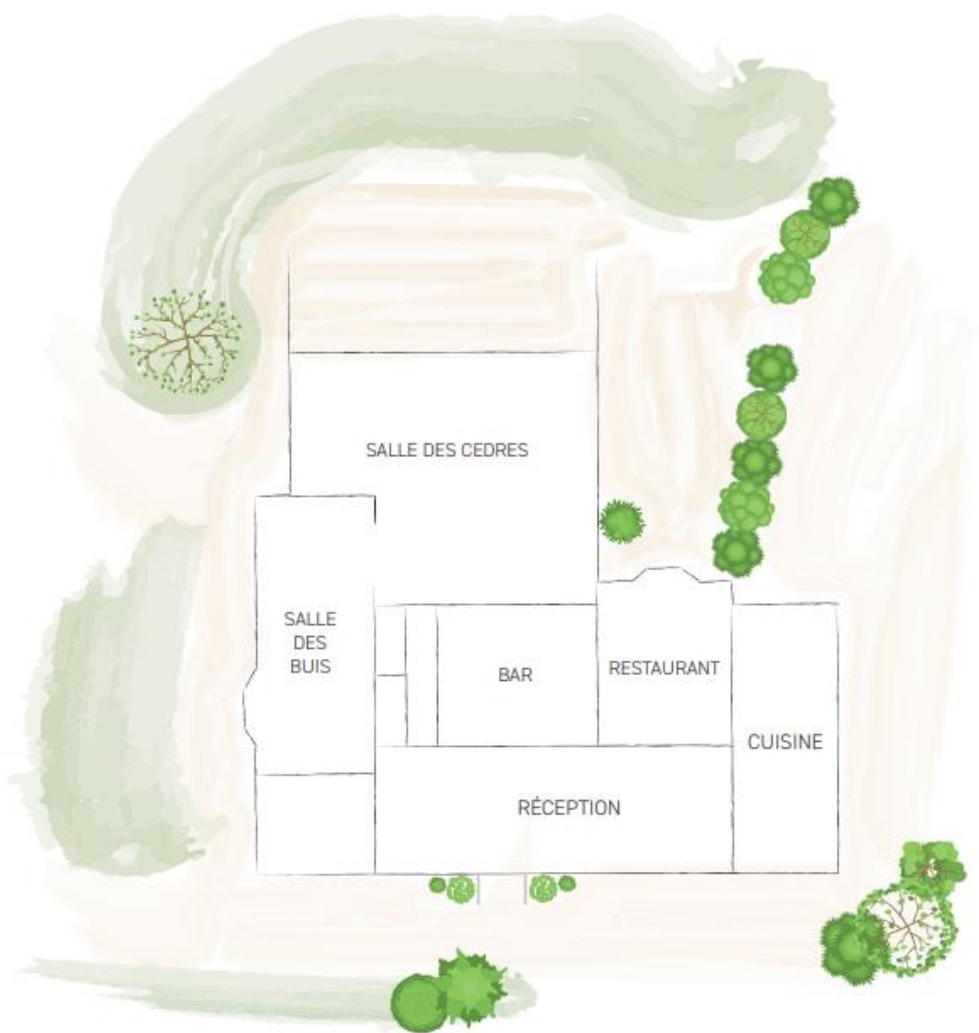 SALLE DES CEDRES
SALLE
DES
BUIS
BAR
RESTAURANT
CUISINE
RÉCEPTION